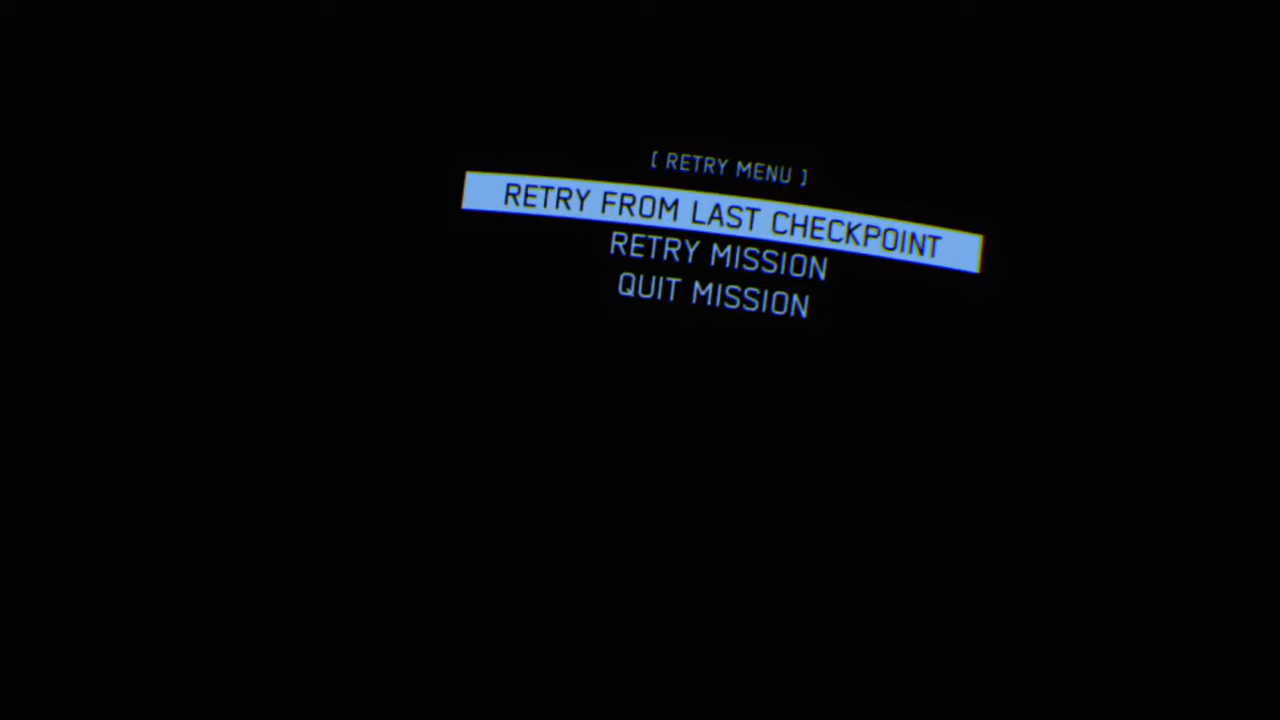 [ RETRY MENU ]
RETRY FROM LAST CHECKPOINT
RETRY MISSION
QUIT MISSION